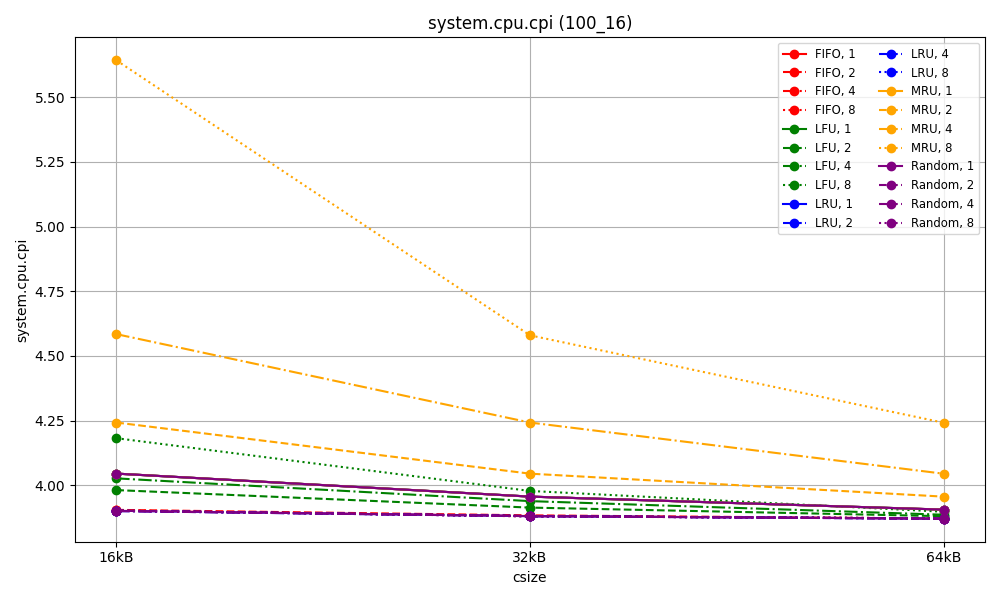 system.cpu.cpi (100_16)
system.cpu.cpi
5.50
5.25
5.00
4.75
4.50
4.25
4.00
16kB
32kB
64kB
csize
FIFO, 1
FIFO, 2
FIFO, 4
FIFO, 8
LFU, 1
LFU, 2
LFU, 4
LFU, 8
LRU, 1
LRU, 2
LRU, 4
LRU, 8
MRU, 1
MRU, 2
MRU, 4
MRU, 8
Random, 1
Random, 2
Random, 4
Random, 8